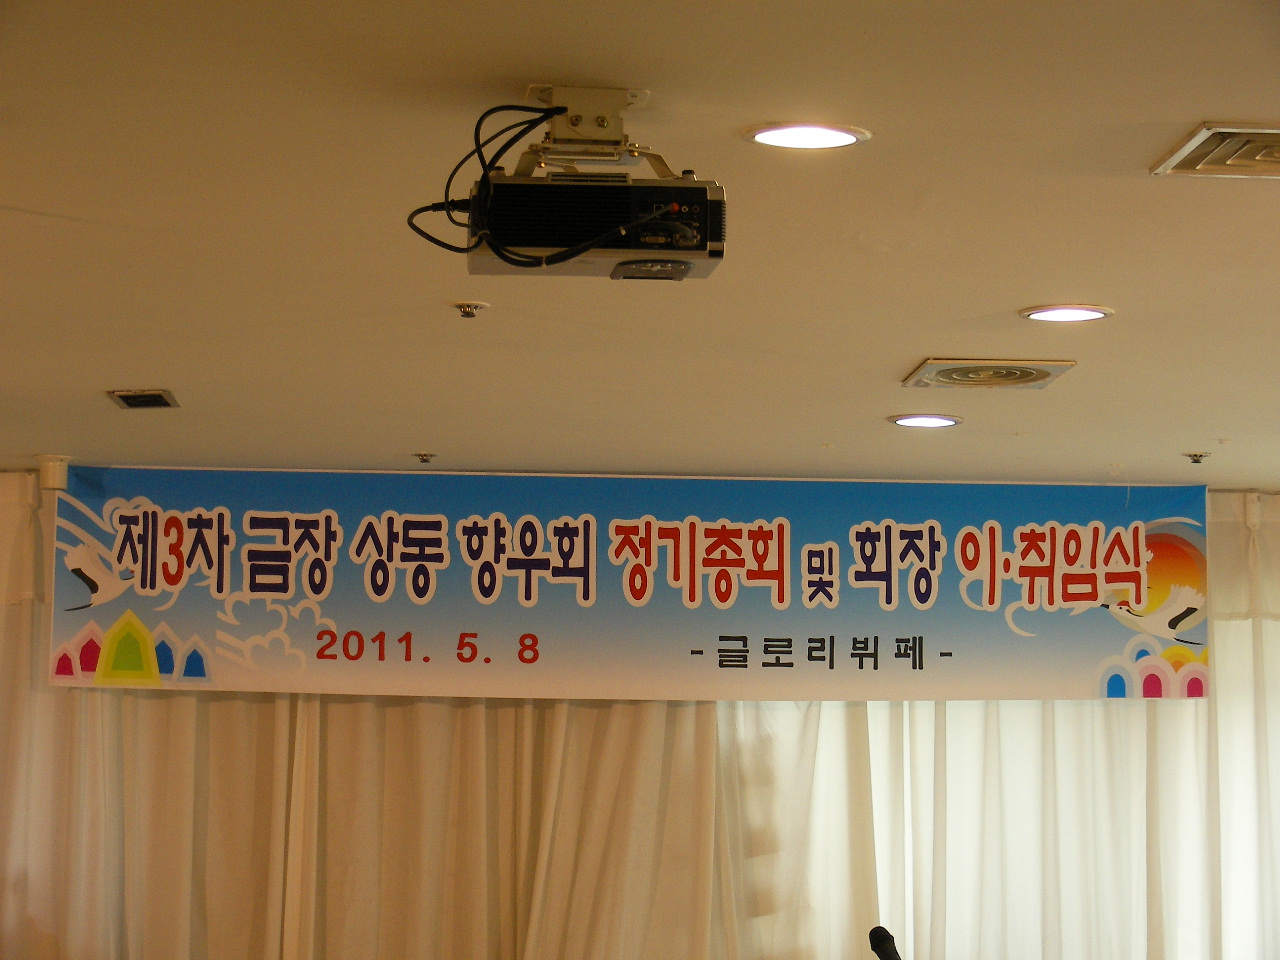 제3차 금장 상동 향우회 정기총회 및 회장 이·취임식
2011. 5. 8 -글로리뷔페-